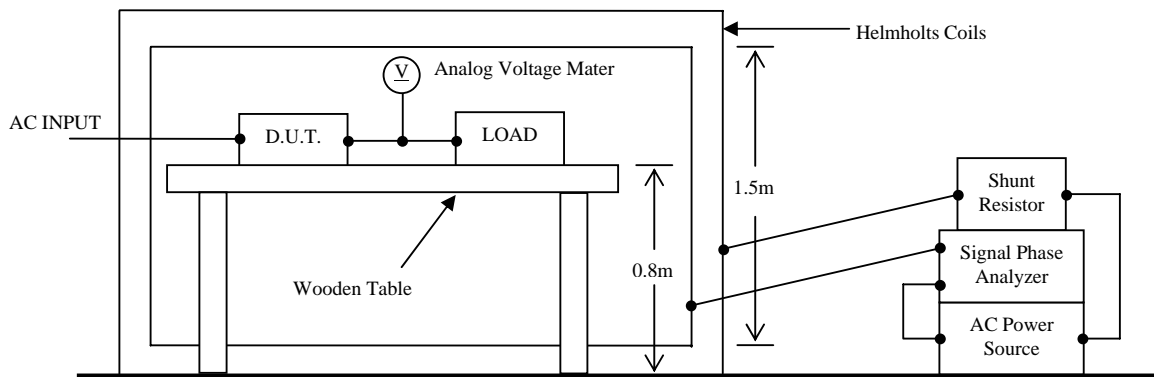 Helmholts Coils
V
Analog Voltage Mater
AC INPUT
D.U.T.
LOAD
1.5m
Shunt
Resistor
Signal Phase
Analyzer
0.8m
Wooden Table
AC Power
Source